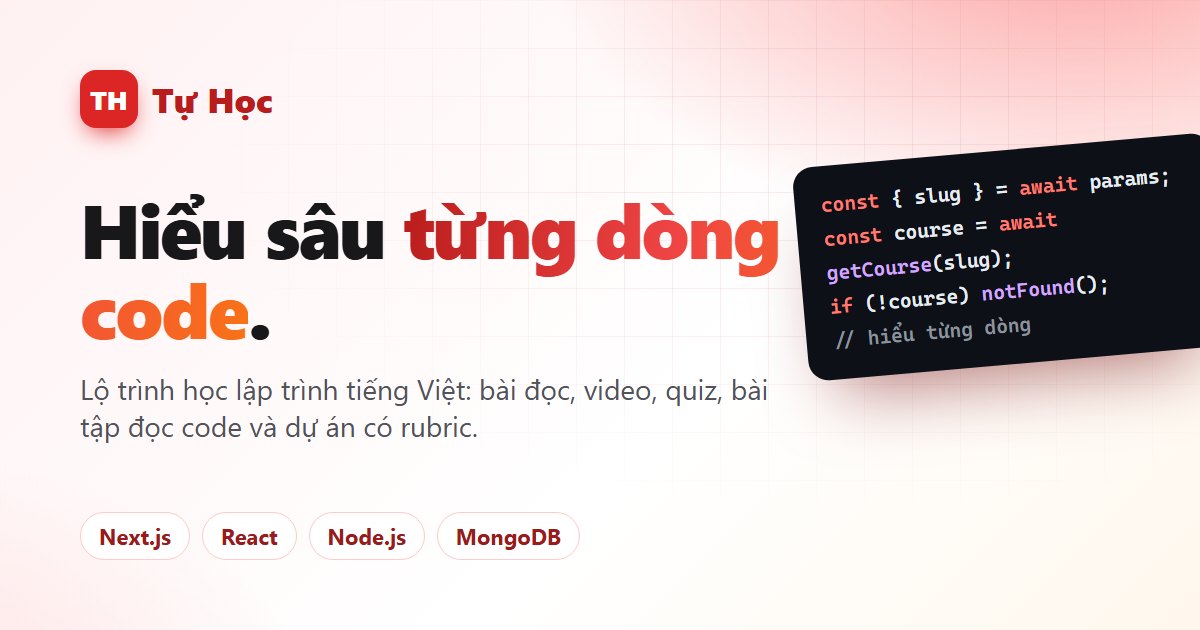 TH
Tự Học
Hiểu sâu từng dòng
code.
Lộ trình học lập trình tiếng Việt: bài đọc, video, quiz, bài
tập đọc code và dự án có rubric.
Next.js
React
Node.js
MongoDB
const { slug } = await params;
const course = await
getCourse(slug);
if (!course) notFound();
// hiểu từng dòng